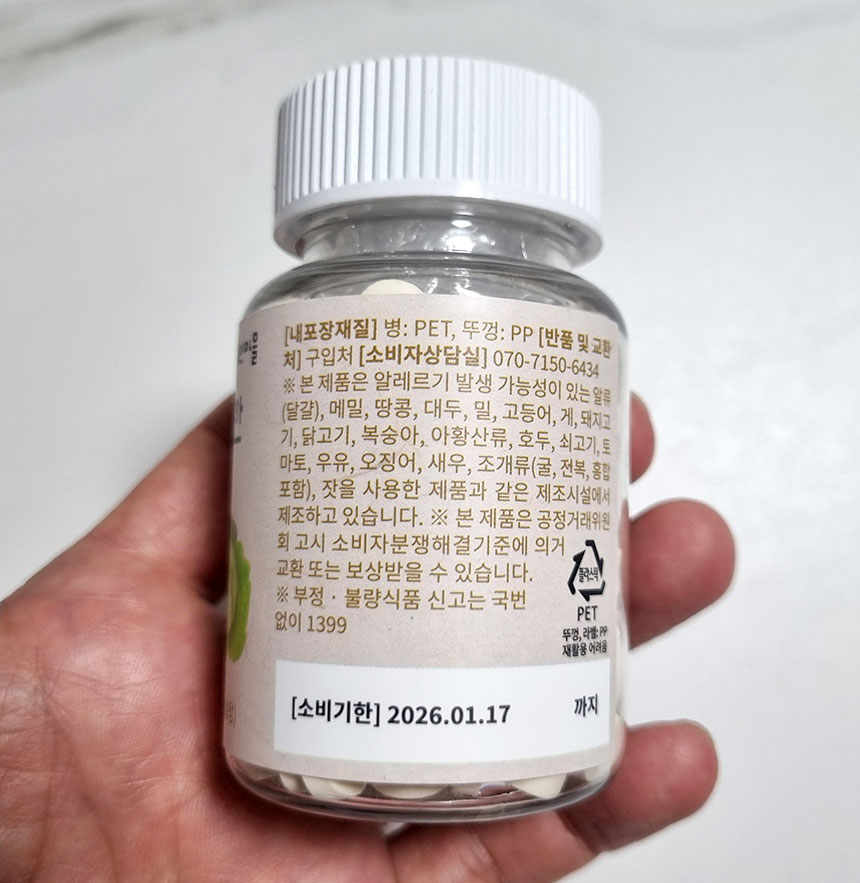 [내포장재질] 병: PET, 뚜껑: PP [반품 및 교환
처] 구입처 [소비자상담실] 070-7150-6434
※ 본 제품은 알레르기 발생 가능성이 있는 알류
(달걀), 메밀, 땅콩, 대두, 밀, 고등어, 게, 돼지고
기, 닭고기, 복숭아, 아황산류, 호두, 쇠고기, 토
마토, 우유, 오징어, 새우, 조개류(굴, 전복, 홍합
포함), 잣을 사용한 제품과 같은 제조시설에서
제조하고 있습니다. ※ 본 제품은 공정거래위원
회 고시 소비자분쟁해결기준에 의거
교환 또는 보상받을 수 있습니다.
※ 부정 · 불량식품 신고는 국번
없이 1399
플라스틱
PET
뚜껑, 라벨: PP
재활용 어려움
[소비기한] 2026.01.17 까지